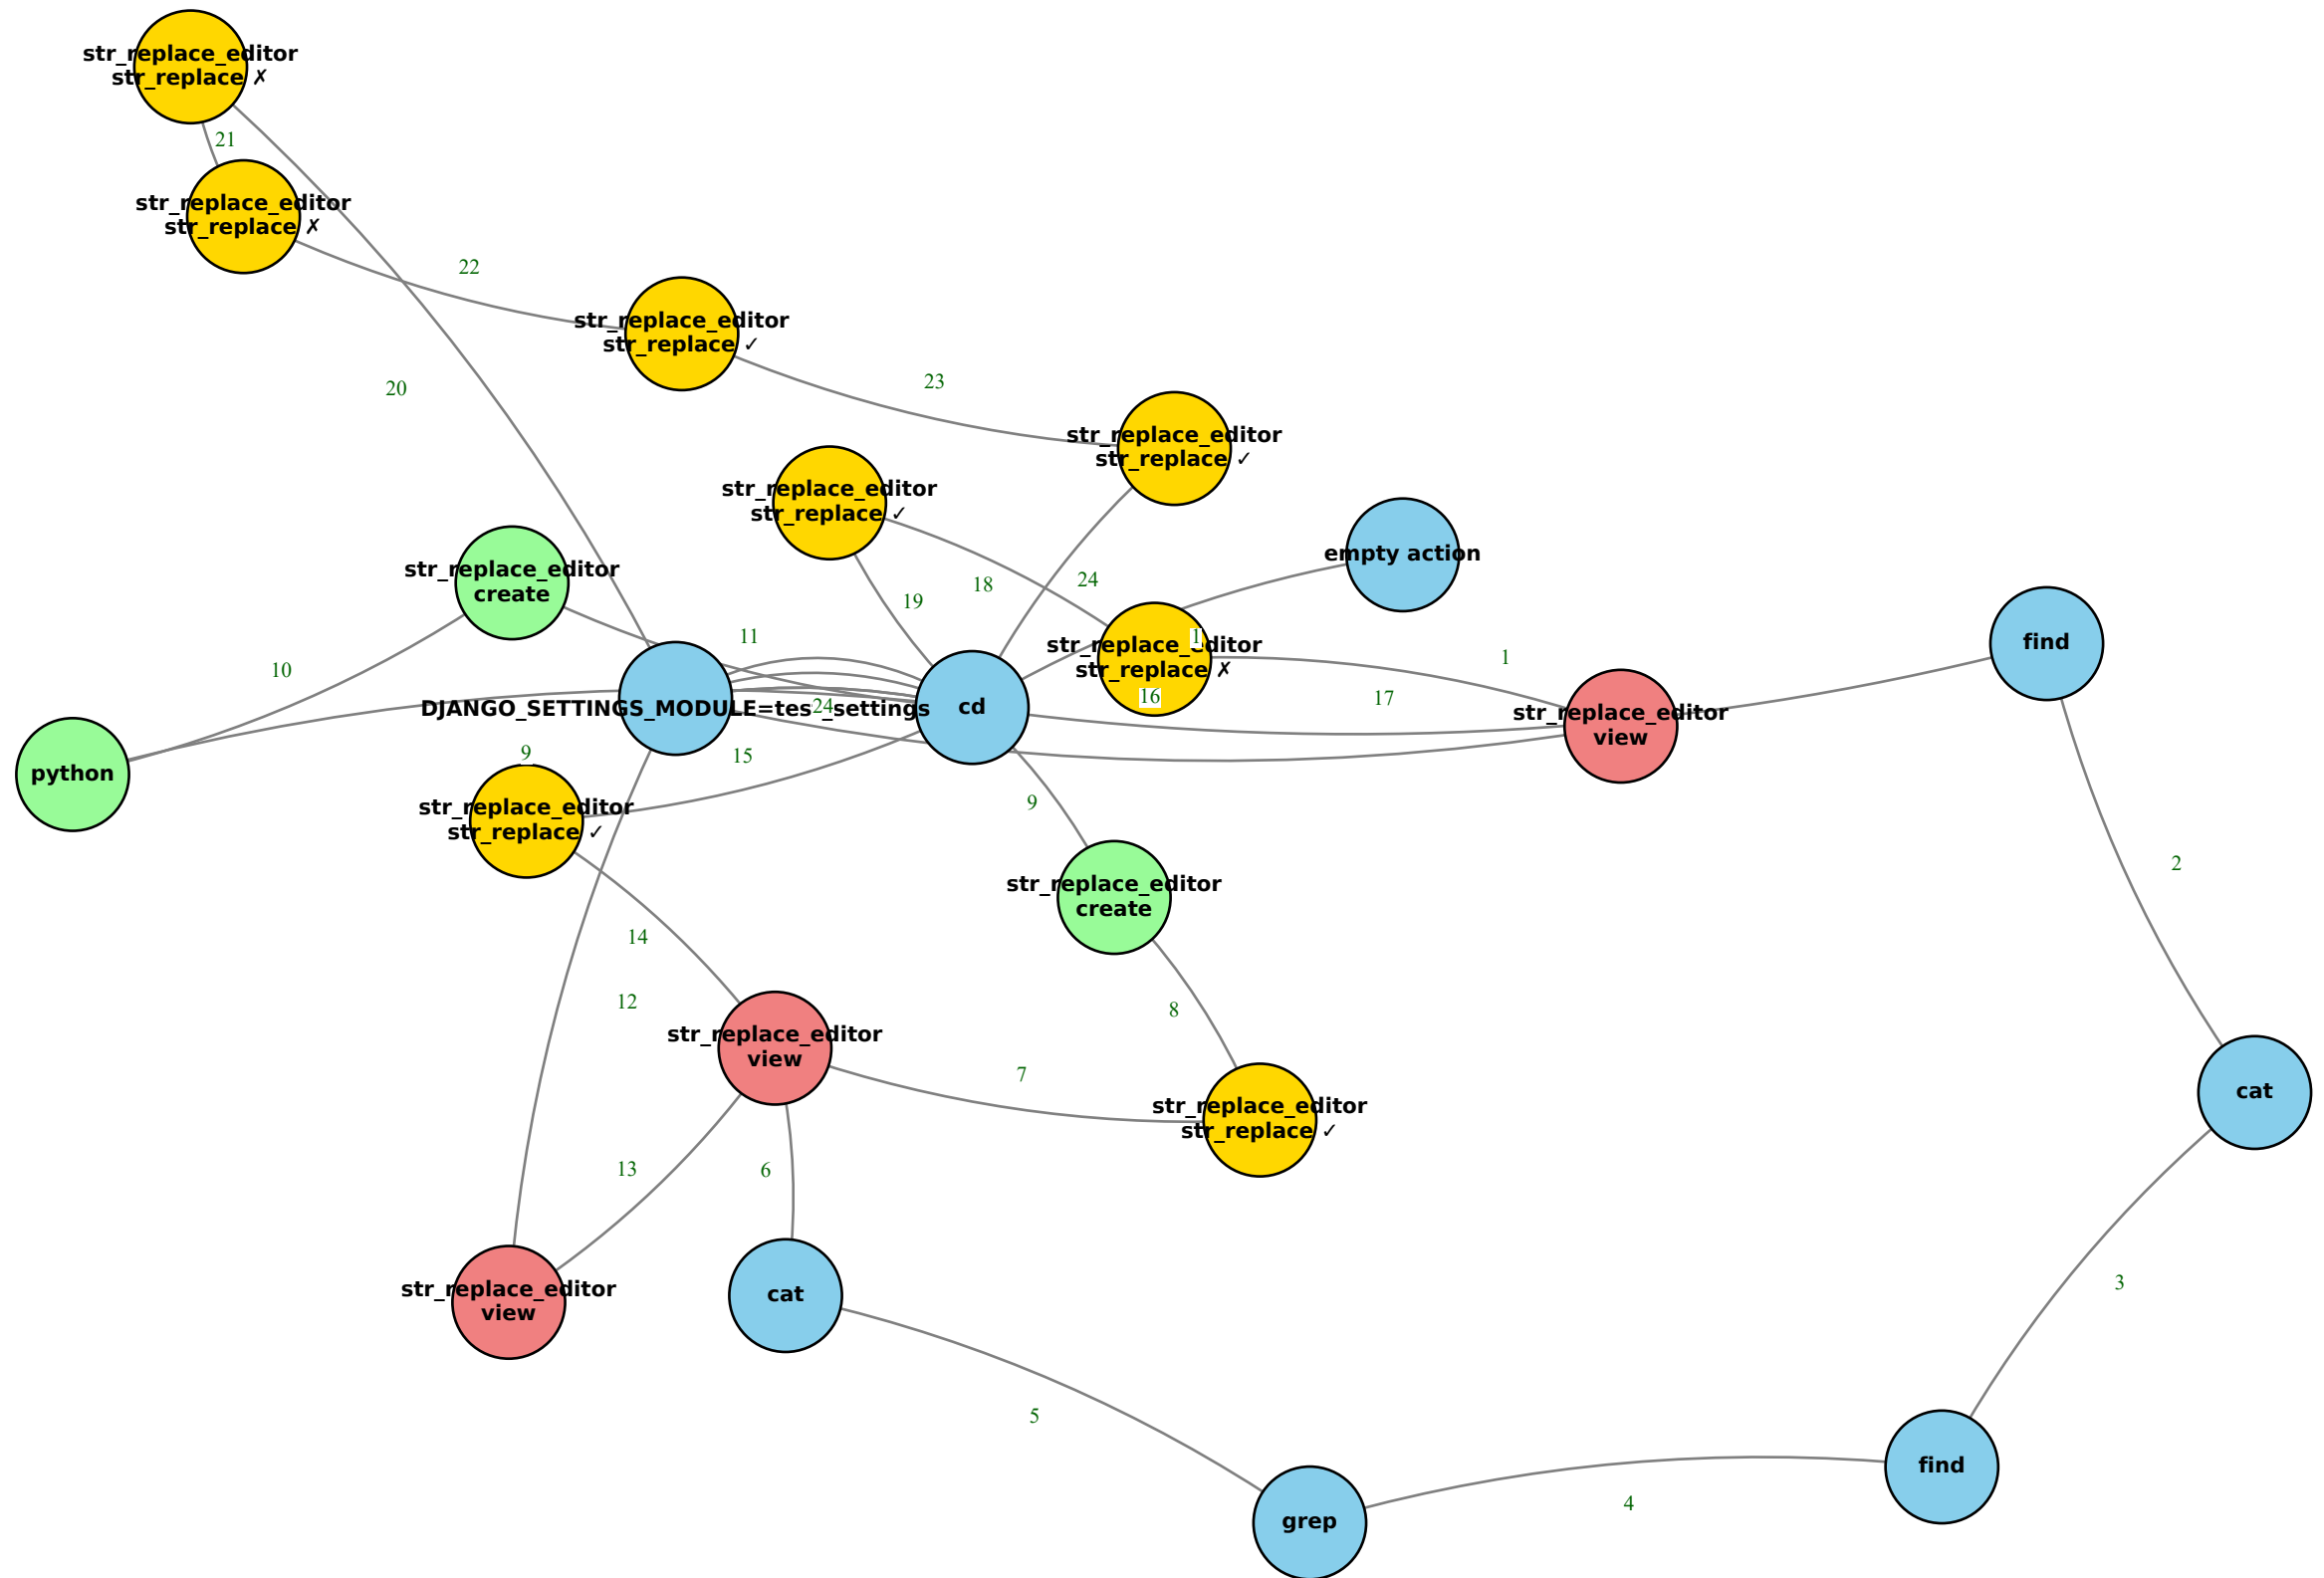 str_replace_editor
str_replace ✗
21
str_replace_editor
str_replace ✗
22
str_replace_editor
str_replace ✓
20
23
str_replace_editor
str_replace ✓
str_replace_editor
str_replace ✓
empty action
str_replace_editor
create
18
24
19
11
find
str_replace_editor
str_replace ✗
1
1
10
16
17
DJANGO_SETTINGS_MODULE=test_settings
24
cd
str_replace_editor
view
9
15
python
9
str_replace_editor
str_replace ✓
2
str_replace_editor
create
14
12
8
str_replace_editor
view
7
cat
str_replace_editor
str_replace ✓
13
6
3
str_replace_editor
view
cat
5
find
4
grep